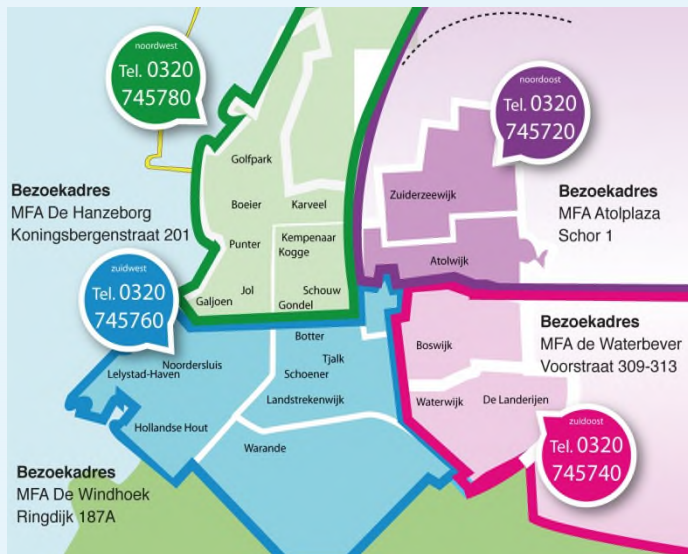 noordwest
Tel. 0320
745780
noordoost
Tel. 0320
745720
Golfpark
Bezoekadres
MFA De Hanzeborg
Koningsbergenstraat 201
Boeier
Karveel
Zuiderzeewijk
Bezoekadres
MFA Atolplaza
Schor 1
Punter
Kempenaar
Kogge
Atolwijk
zuidwest
Tel. 0320
745760
Jol
Schouw
Galjoen
Gondel
Botter
Boswijk
Bezoekadres
MFA de Waterbever
Voorstraat 309-313
Noordersluis
Lelystad-Haven
Tjalk
Schoener
Landstrekenwijk
Waterwijk
De Landerijen
Hollandse Hout
Warande
zuidoost
Tel. 0320
745740
Bezoekadres
MFA De Windhoek
Ringdijk 187A